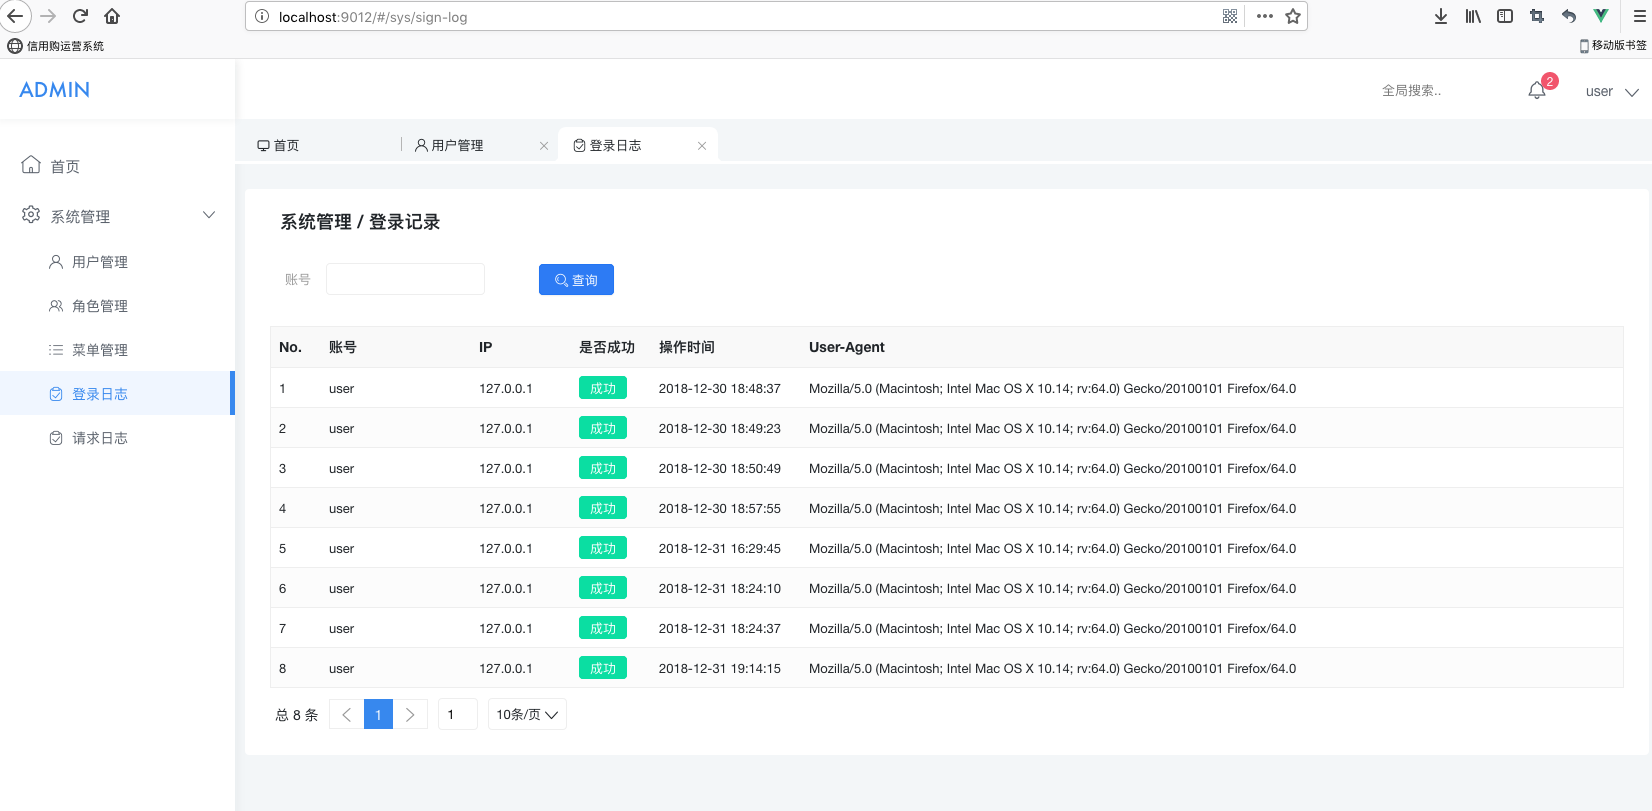 localhost:9012/#/sys/sign-log
信用购运营系统
移动版书签
ADMIN
全局搜索..
2
user
首页
用户管理
登录日志
首页
系统管理
用户管理
角色管理
菜单管理
登录日志
请求日志
系统管理 / 登录记录
账号
查询
No. 账号 IP 是否成功 操作时间 User-Agent
1 user 127.0.0.1 成功 2018-12-30 18:48:37 Mozilla/5.0 (Macintosh; Intel Mac OS X 10.14; rv:64.0) Gecko/20100101 Firefox/64.0
2 user 127.0.0.1 成功 2018-12-30 18:49:23 Mozilla/5.0 (Macintosh; Intel Mac OS X 10.14; rv:64.0) Gecko/20100101 Firefox/64.0
3 user 127.0.0.1 成功 2018-12-30 18:50:49 Mozilla/5.0 (Macintosh; Intel Mac OS X 10.14; rv:64.0) Gecko/20100101 Firefox/64.0
4 user 127.0.0.1 成功 2018-12-30 18:57:55 Mozilla/5.0 (Macintosh; Intel Mac OS X 10.14; rv:64.0) Gecko/20100101 Firefox/64.0
5 user 127.0.0.1 成功 2018-12-31 16:29:45 Mozilla/5.0 (Macintosh; Intel Mac OS X 10.14; rv:64.0) Gecko/20100101 Firefox/64.0
6 user 127.0.0.1 成功 2018-12-31 18:24:10 Mozilla/5.0 (Macintosh; Intel Mac OS X 10.14; rv:64.0) Gecko/20100101 Firefox/64.0
7 user 127.0.0.1 成功 2018-12-31 18:24:37 Mozilla/5.0 (Macintosh; Intel Mac OS X 10.14; rv:64.0) Gecko/20100101 Firefox/64.0
8 user 127.0.0.1 成功 2018-12-31 19:14:15 Mozilla/5.0 (Macintosh; Intel Mac OS X 10.14; rv:64.0) Gecko/20100101 Firefox/64.0
总 8 条 1 1 10条/页